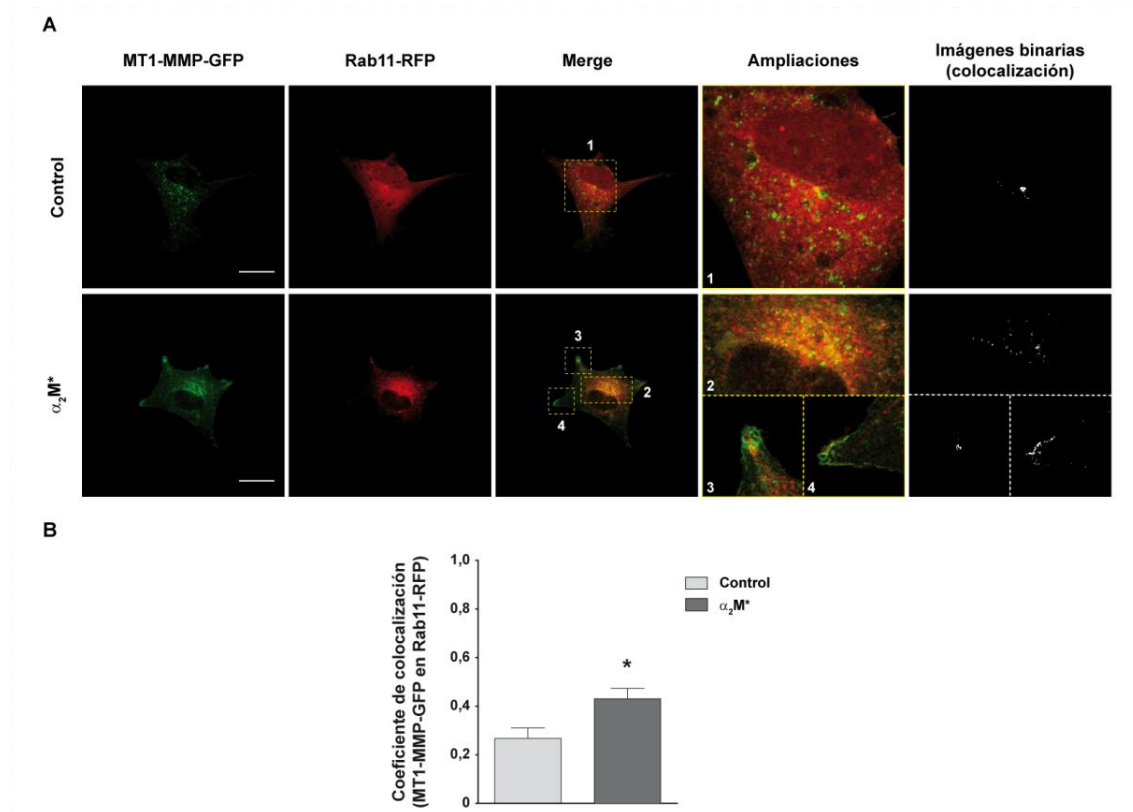 A
MT1-MMP-GFP
Rab11-RFP
Merge
Ampliaciones
Imágenes binarias
(colocalización)
Control
1
1
α₂M*
3
2
4
2
3
4
B
Coeficiente de colocalización
(MT1-MMP-GFP en Rab11-RFP)
1,0
0,8
0,6
0,4
0,2
0
*
Control
α₂M*